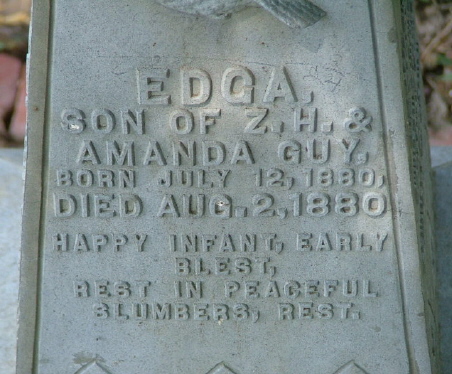 EDGA,
SON OF Z. H. &
AMANDA GUY,
BORN JULY 12, 1880,
DIED AUG. 2, 1880
HAPPY INFANT, EARLY
BLEST,
REST IN PEACEFUL
SLUMBERS, REST.